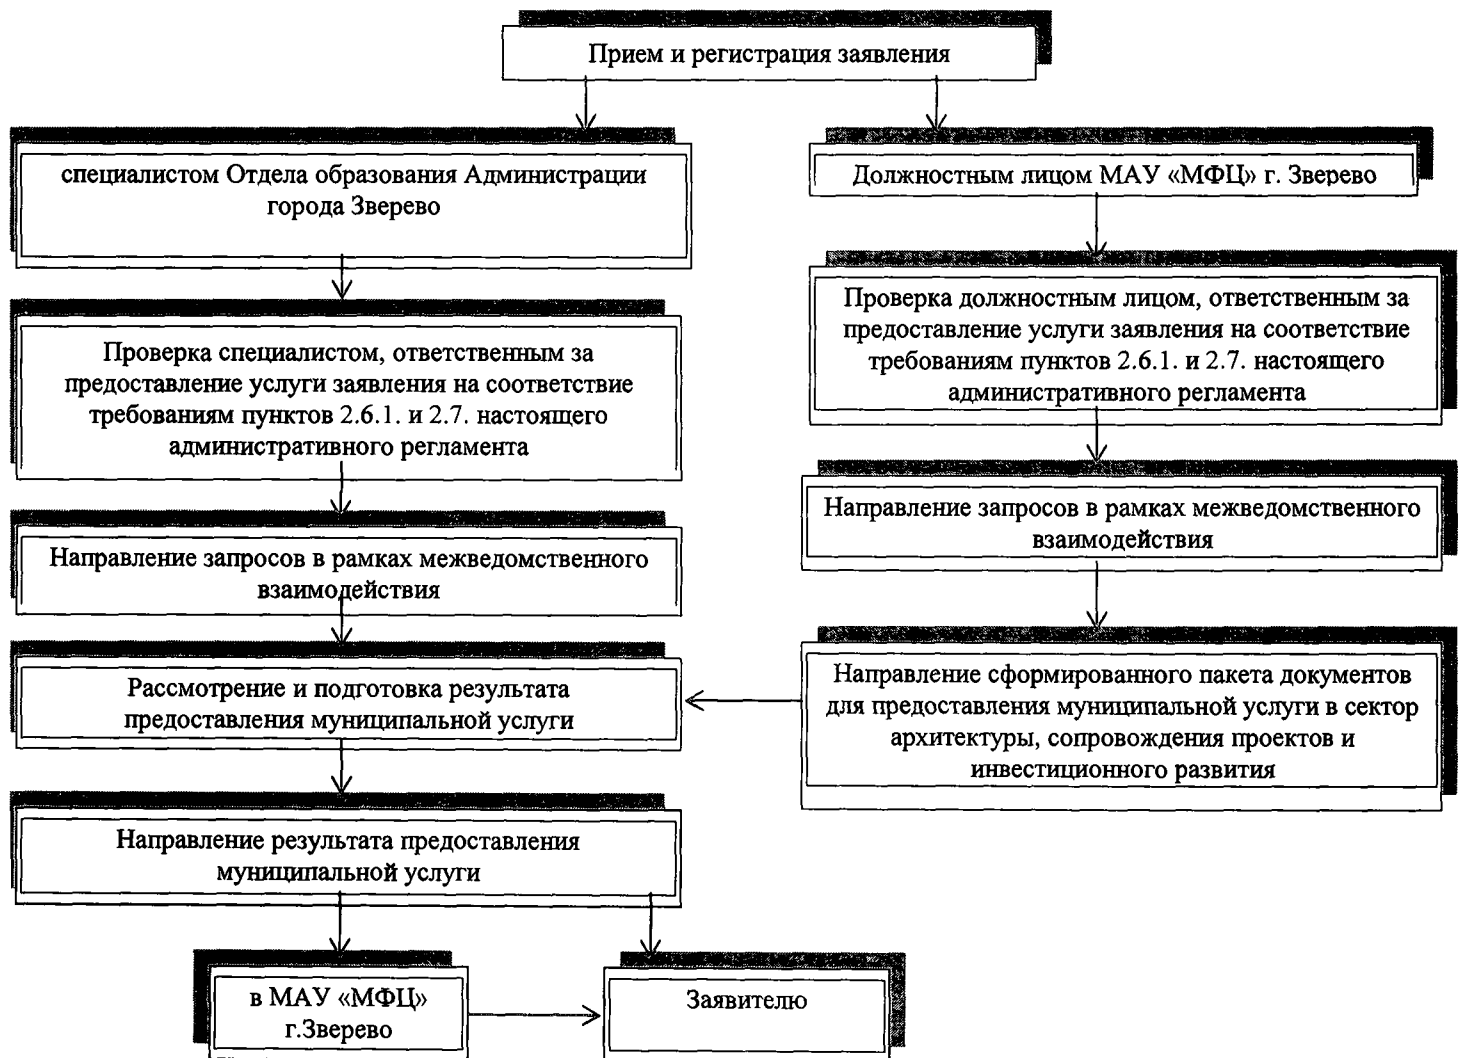 Прием и регистрация заявления
специалистом Отдела образования Администрации
города Зверево
Должностным лицом МАУ «МФЦ» г. Зверево
Проверка специалистом, ответственным за
предоставление услуги заявления на соответствие
требованиям пунктов 2.6.1. и 2.7. настоящего
административного регламента
Проверка должностным лицом, ответственным за
предоставление услуги заявления на соответствие
требованиям пунктов 2.6.1. и 2.7. настоящего
административного регламента
Направление запросов в рамках межведомственного
взаимодействия
Направление запросов в рамках межведомственного
взаимодействия
Рассмотрение и подготовка результата
предоставления муниципальной услуги
Направление сформированного пакета документов
для предоставления муниципальной услуги в сектор
архитектуры, сопровождения проектов и
инвестиционного развития
Направление результата предоставления
муниципальной услуги
в МАУ «МФЦ»
г.Зверево
Заявителю